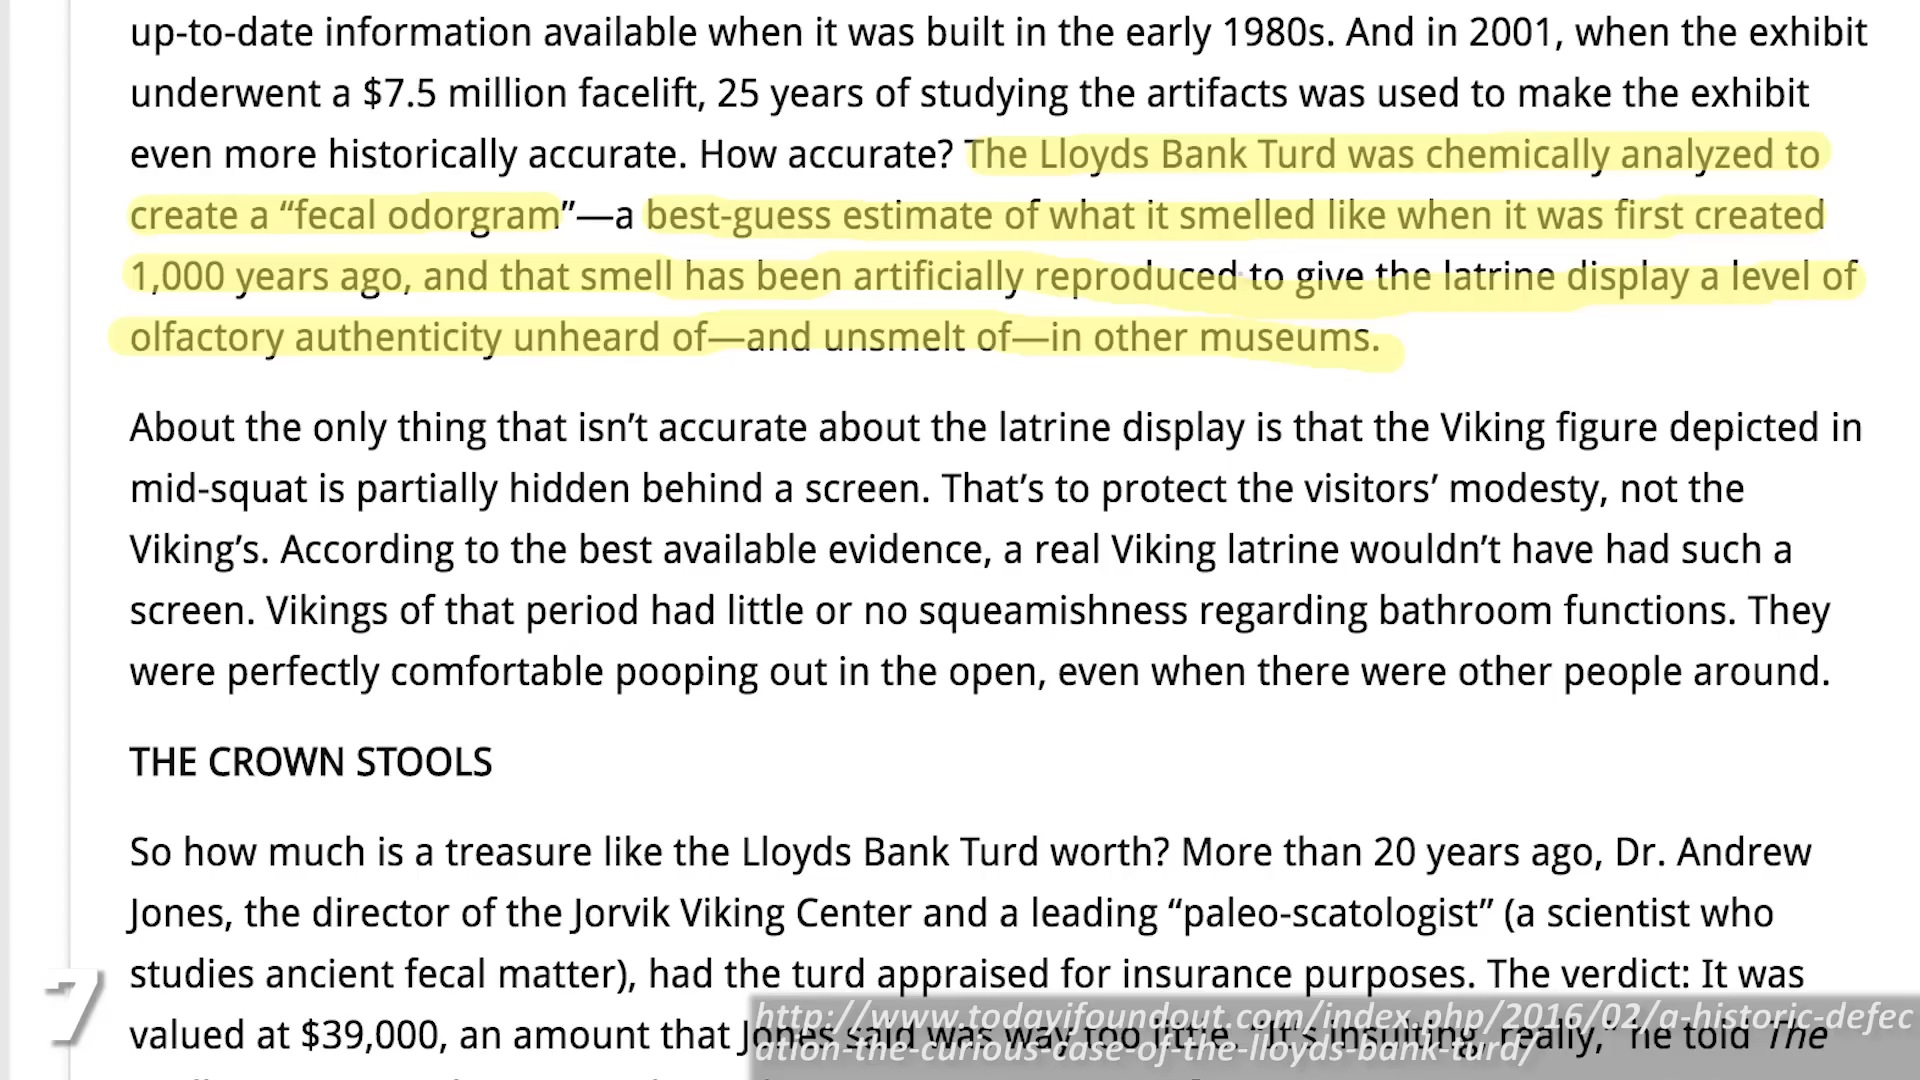 up-to-date information available when it was built in the early 1980s. And in 2001, when the exhibit
underwent a $7.5 million facelift, 25 years of studying the artifacts was used to make the exhibit
even more historically accurate. How accurate? The Lloyds Bank Turd was chemically analyzed to
create a “fecal odorgram”—a best-guess estimate of what it smelled like when it was first created
1,000 years ago, and that smell has been artificially reproduced to give the latrine display a level of
olfactory authenticity unheard of—and unsmelt of—in other museums.
About the only thing that isn’t accurate about the latrine display is that the Viking figure depicted in
mid-squat is partially hidden behind a screen. That’s to protect the visitors’ modesty, not the
Viking’s. According to the best available evidence, a real Viking latrine wouldn’t have had such a
screen. Vikings of that period had little or no squeamishness regarding bathroom functions. They
were perfectly comfortable pooping out in the open, even when there were other people around.
THE CROWN STOOLS
So how much is a treasure like the Lloyds Bank Turd worth? More than 20 years ago, Dr. Andrew
Jones, the director of the Jorvik Viking Center and a leading “paleo-scatologist” (a scientist who
studies ancient fecal matter), had the turd appraised for insurance purposes. The verdict: It was
valued at $39,000, an amount that Jones said was way too little. “It’s insulting, really,” he told The
7
http://www.todayifoundout.com/index.php/2016/02/a-historic-defec
ation-the-curious-case-of-the-lloyds-bank-turd/